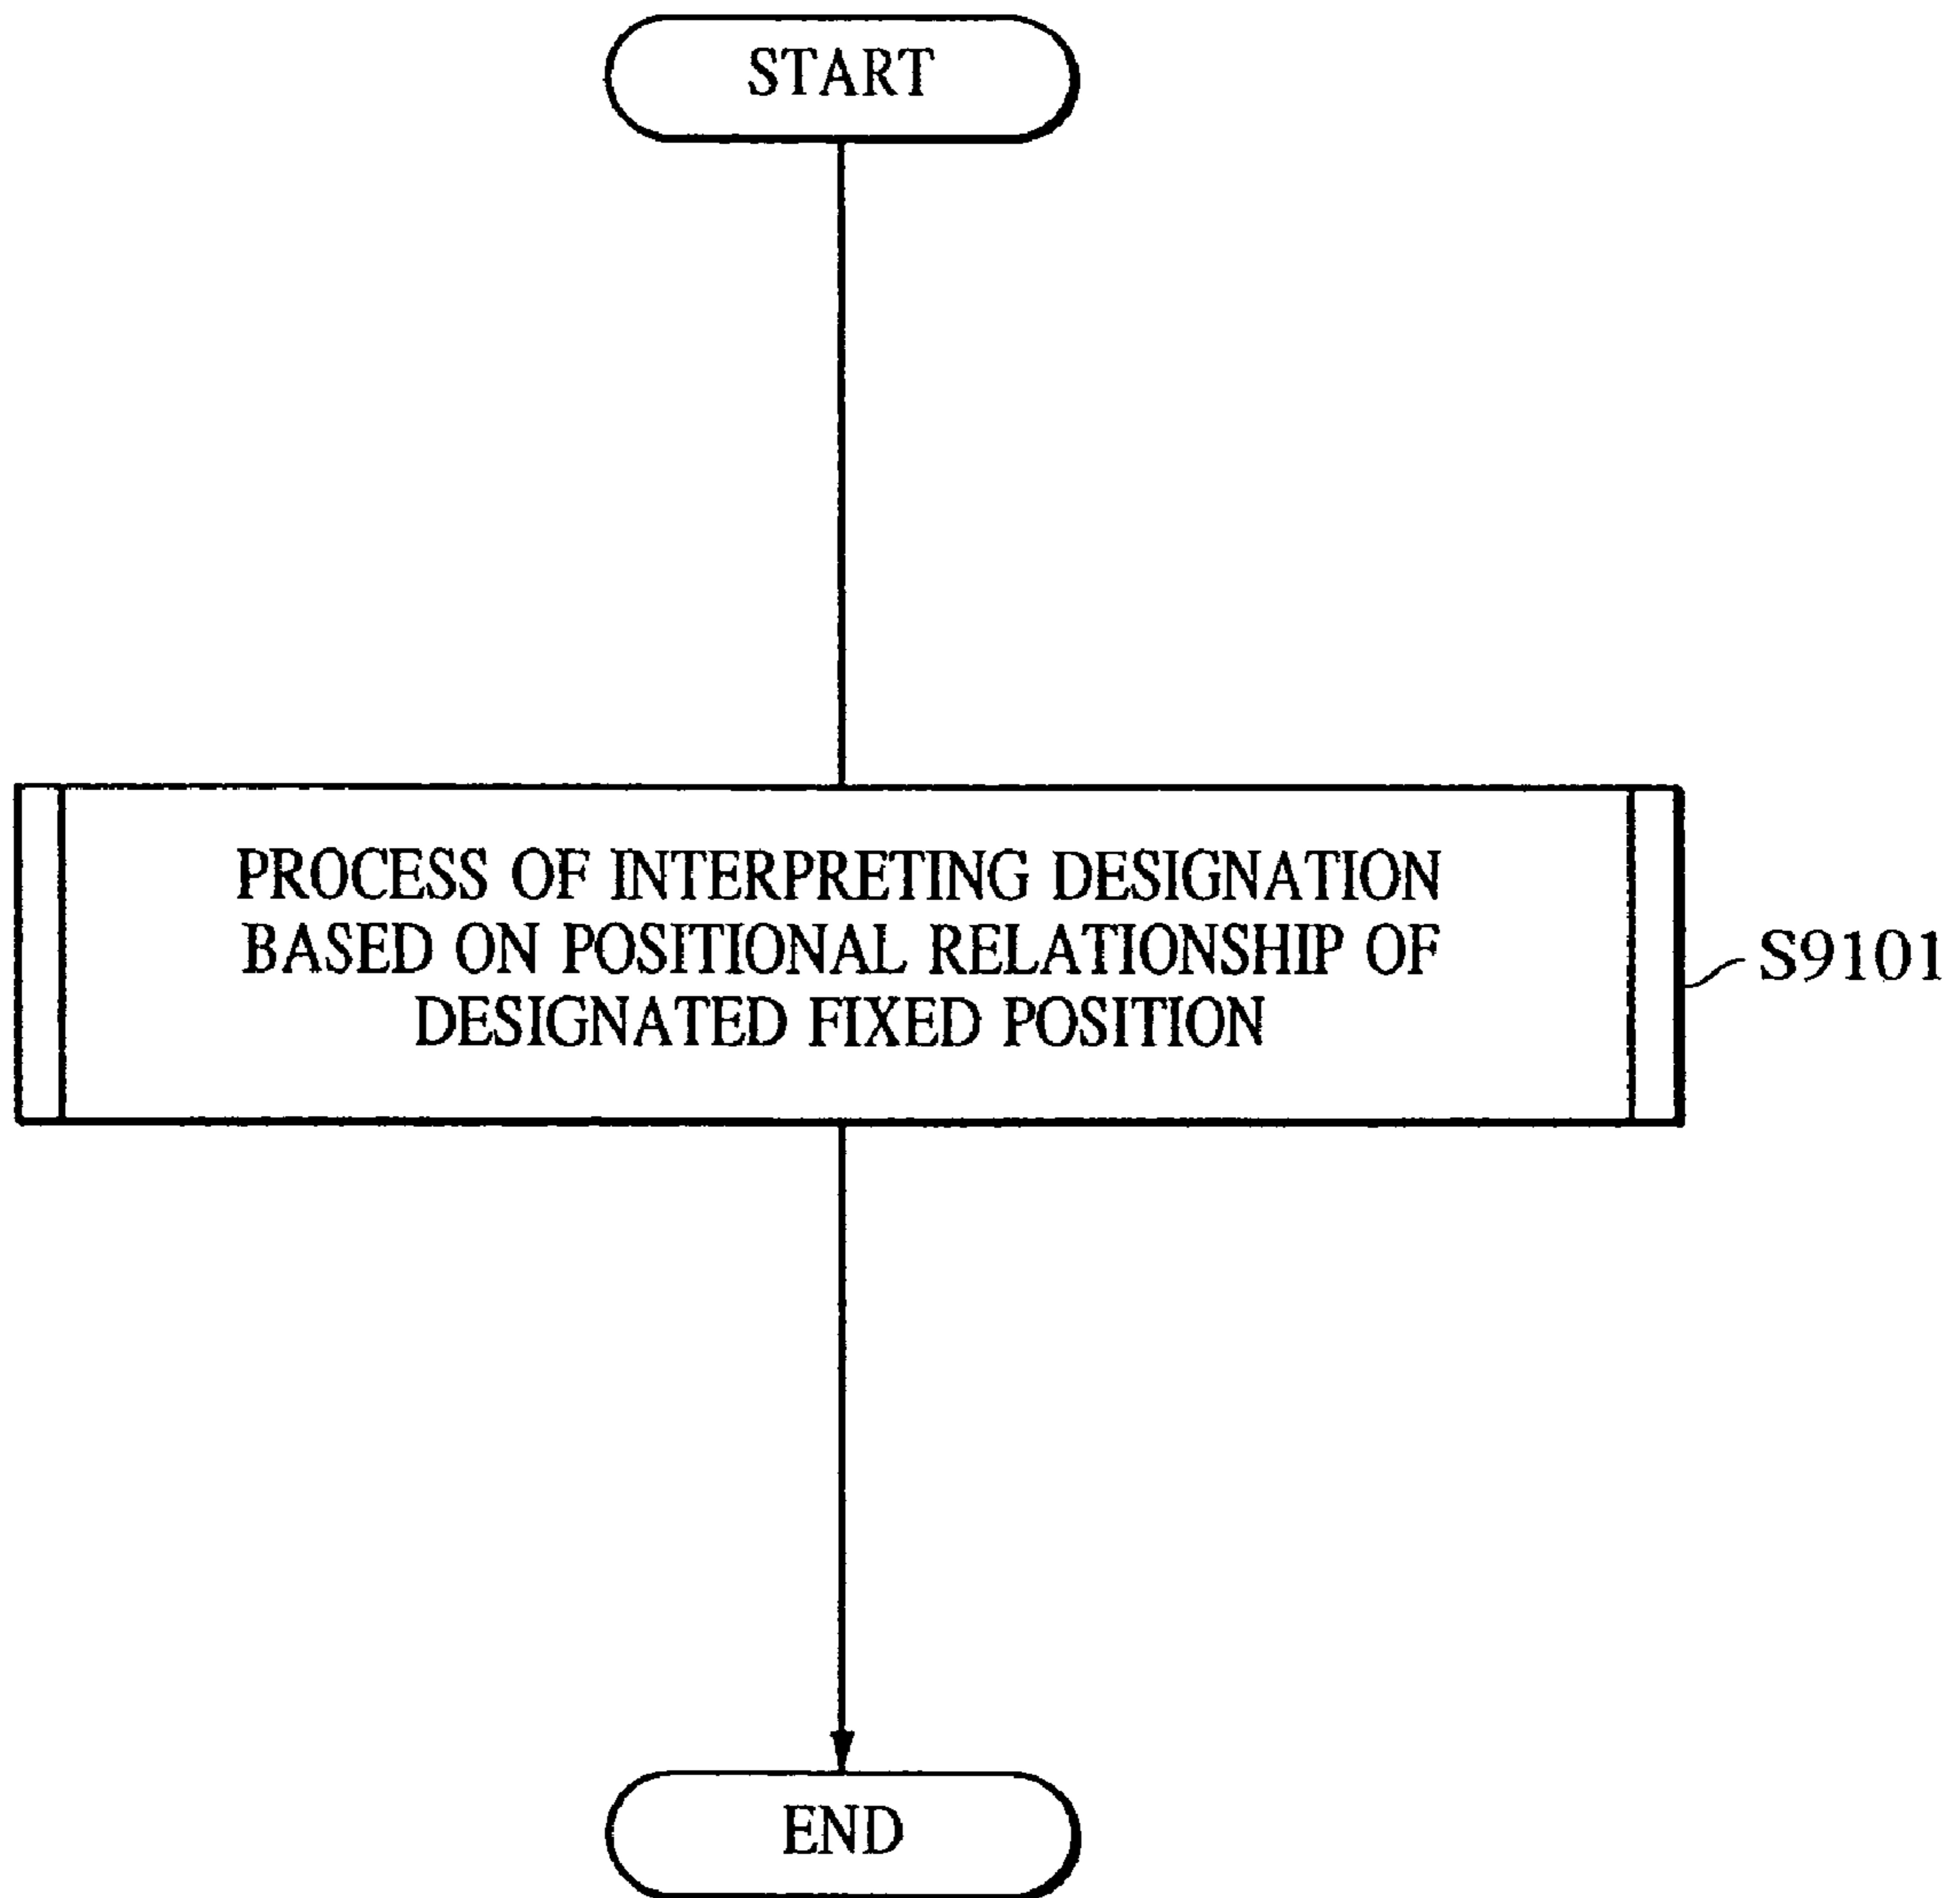 START
PROCESS OF INTERPRETING DESIGNATION
BASED ON POSITIONAL RELATIONSHIP OF
DESIGNATED FIXED POSITION
S9101
END